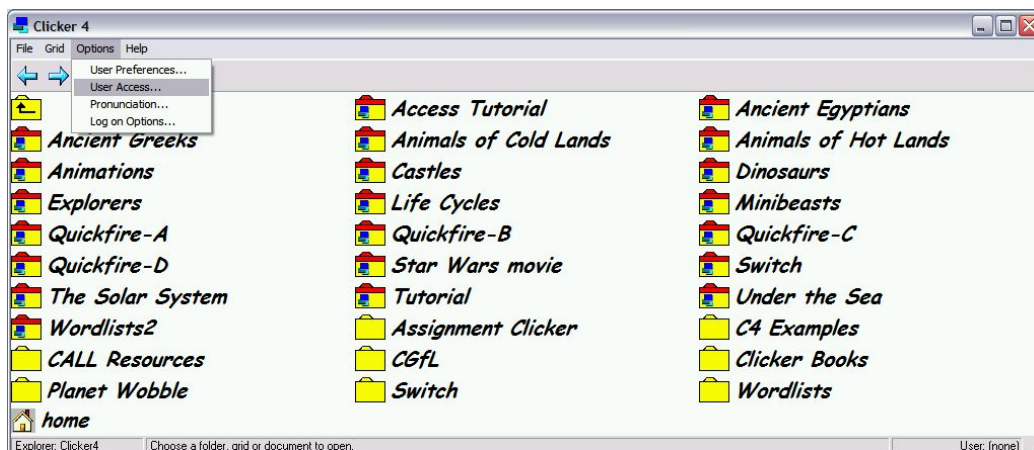 Clicker 4
File Grid Options Help
User Preferences...
User Access...
Pronunciation...
Log on Options...
Access Tutorial Ancient Egyptians
Ancient Greeks Animals of Cold Lands Animals of Hot Lands
Animations Castles Dinosaurs
Explorers Life Cycles Minibeasts
Quickfire-A Quickfire-B Quickfire-C
Quickfire-D Star Wars movie Switch
The Solar System Tutorial Under the Sea
Wordlists2 Assignment Clicker C4 Examples
CALL Resources CGfL Clicker Books
Planet Wobble Switch Wordlists
home
Explorer: Clicker4 Choose a folder, grid or document to open. User: (none)